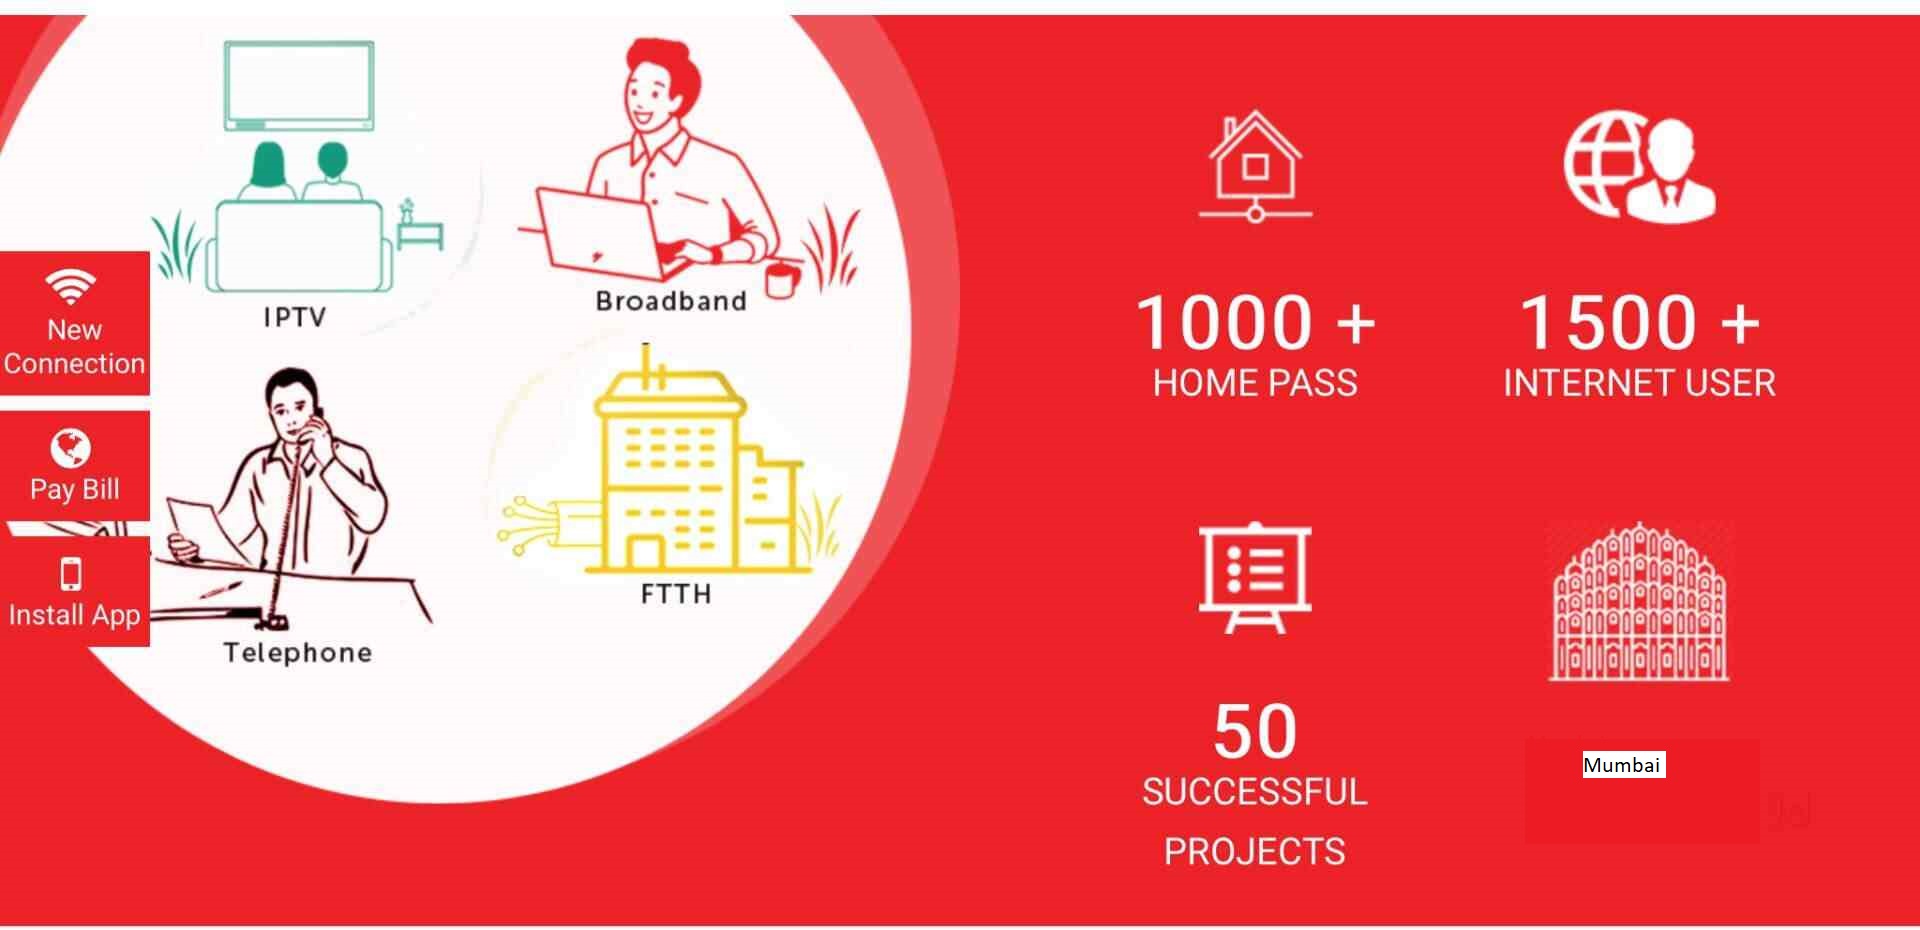 IPTV
Broadband
New
Connection
Pay Bill
Install App
Telephone
FTTH
1000 +
HOME PASS
1500 +
INTERNET USER
50
SUCCESSFUL
PROJECTS
Mumbai